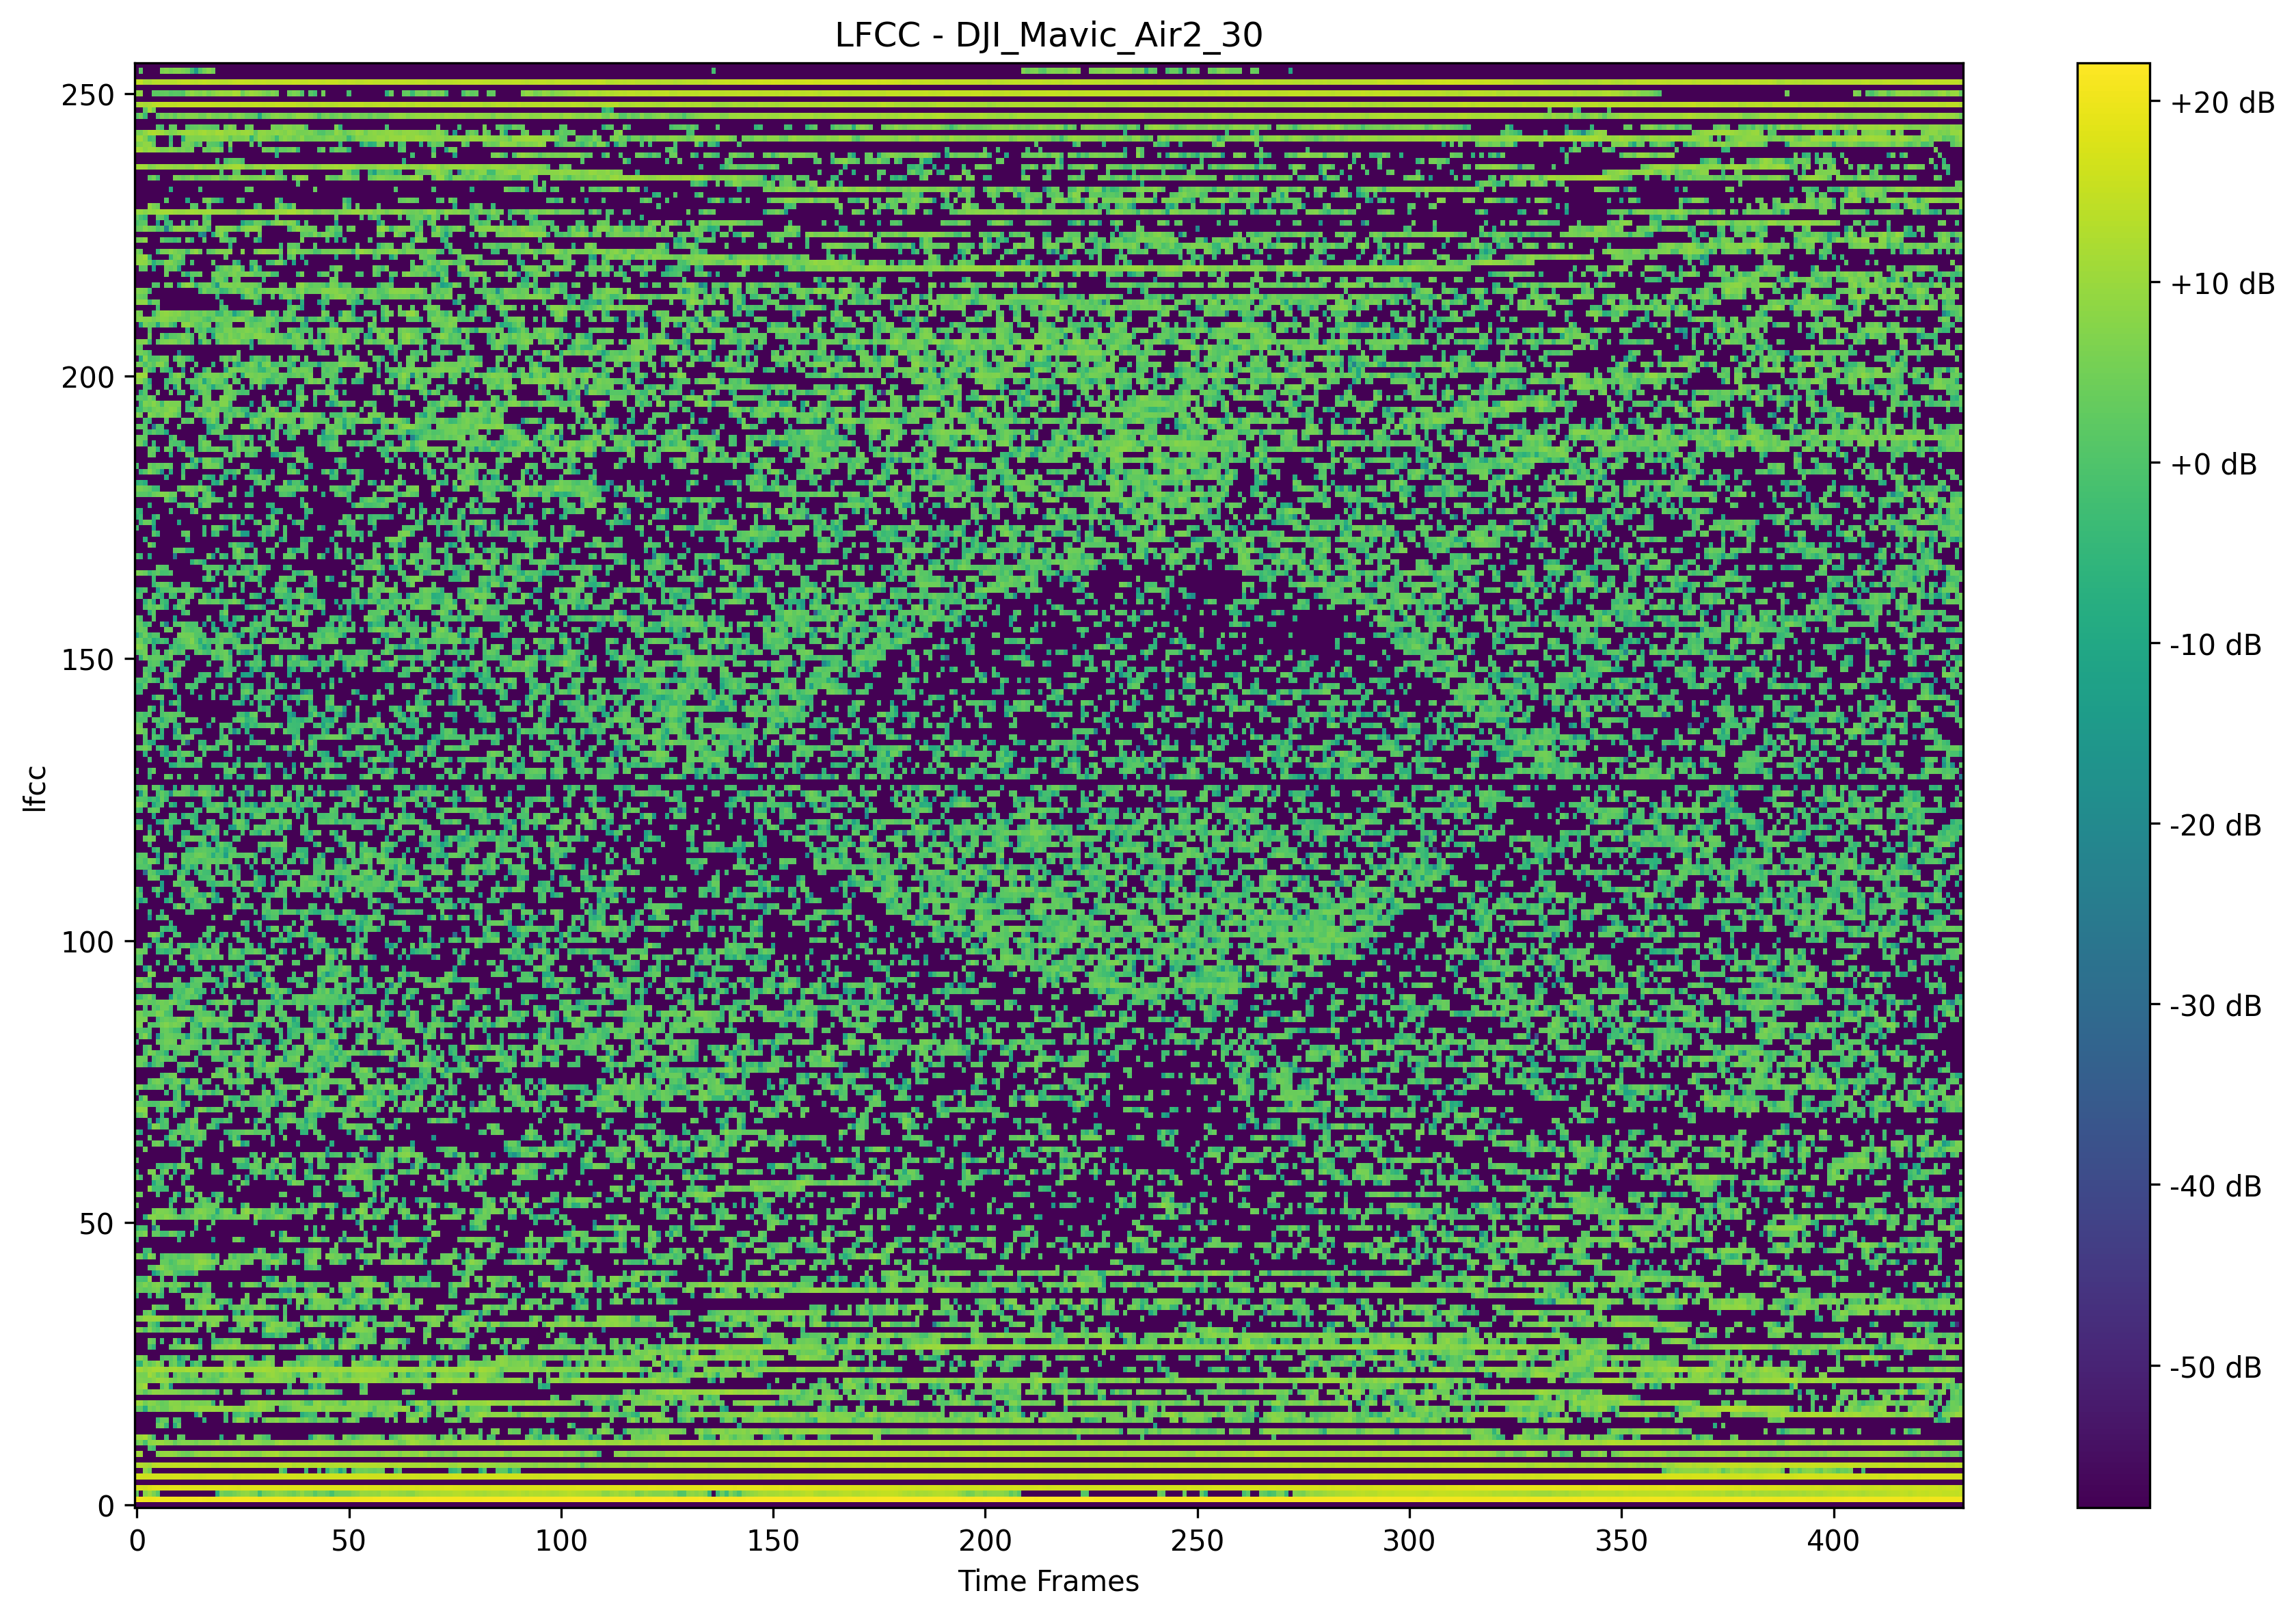 LFCC - DJI_Mavic_Air2_30
250
200
150
100
50
0
lfcc
0 50 100 150 200 250 300 350 400
Time Frames
+20 dB
+10 dB
+0 dB
-10 dB
-20 dB
-30 dB
-40 dB
-50 dB